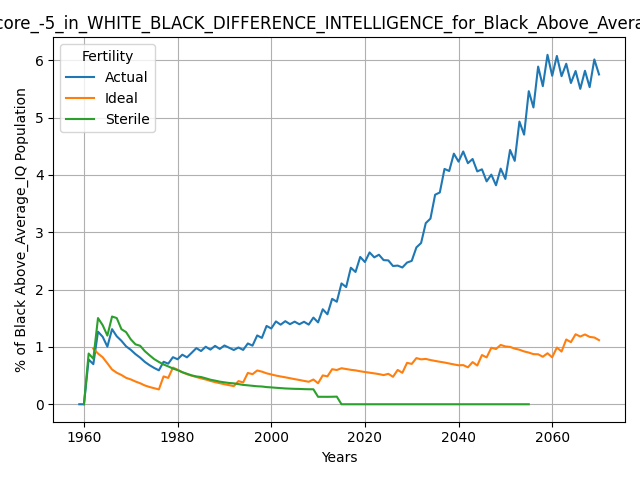 core_-5_in_WHITE_BLACK_DIFFERENCE_INTELLIGENCE_for_Black_Above_Avera
Fertility
Actual
Ideal
Sterile
% of Black Above_Average_IQ Population
6
5
4
3
2
1
0
1960
1980
2000
2020
2040
2060
Years